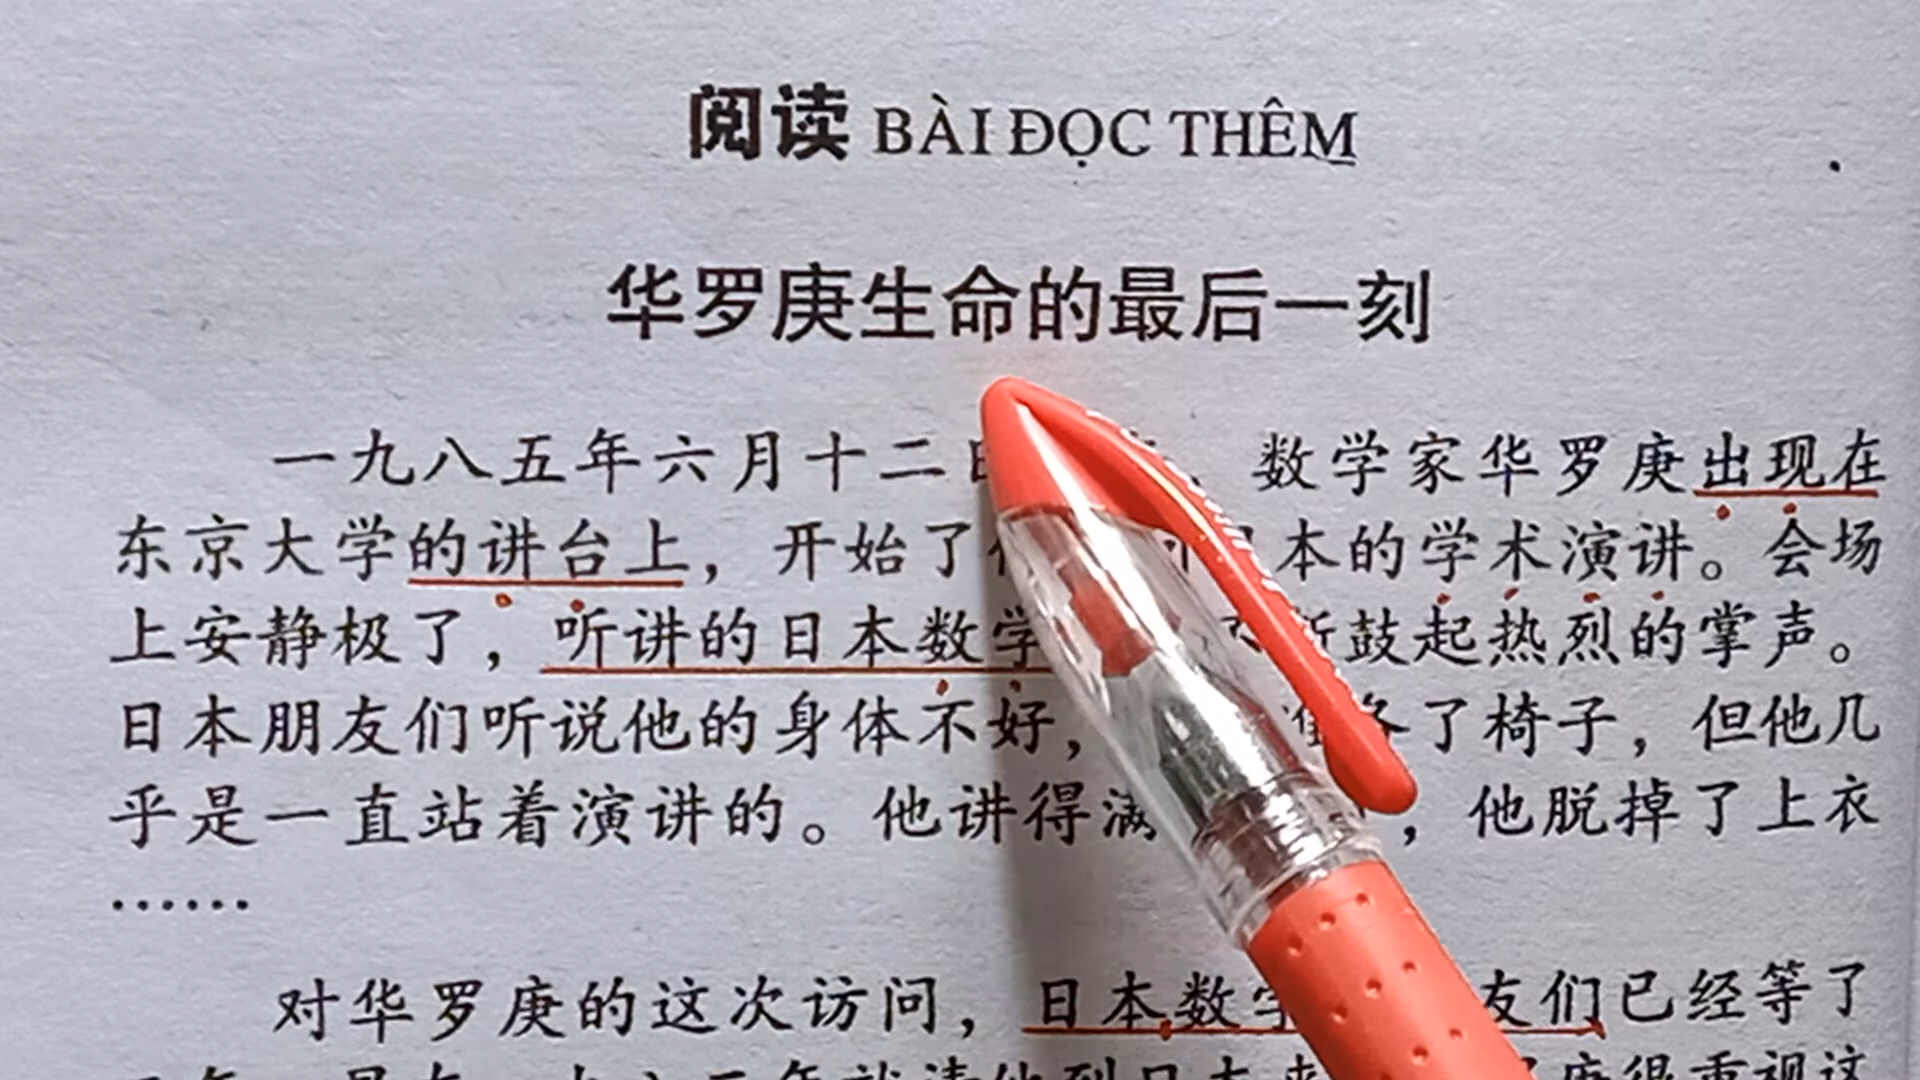 阅读 BÀI ĐỌC THÊM
华罗庚生命的最后一刻
一九八五年六月十二日 、数学家华罗庚出现在
东京大学的讲台上，开始了 日本的学术演讲。会场
上安静极了，听讲的日本数学 不断鼓起热烈的掌声。
日本朋友们听说他的身体不好， 准备了椅子，但他几
乎是一直站着演讲的。他讲得满 ，他脱掉了上衣
……
对华罗庚的这次访问，日本数学 友们已经等了